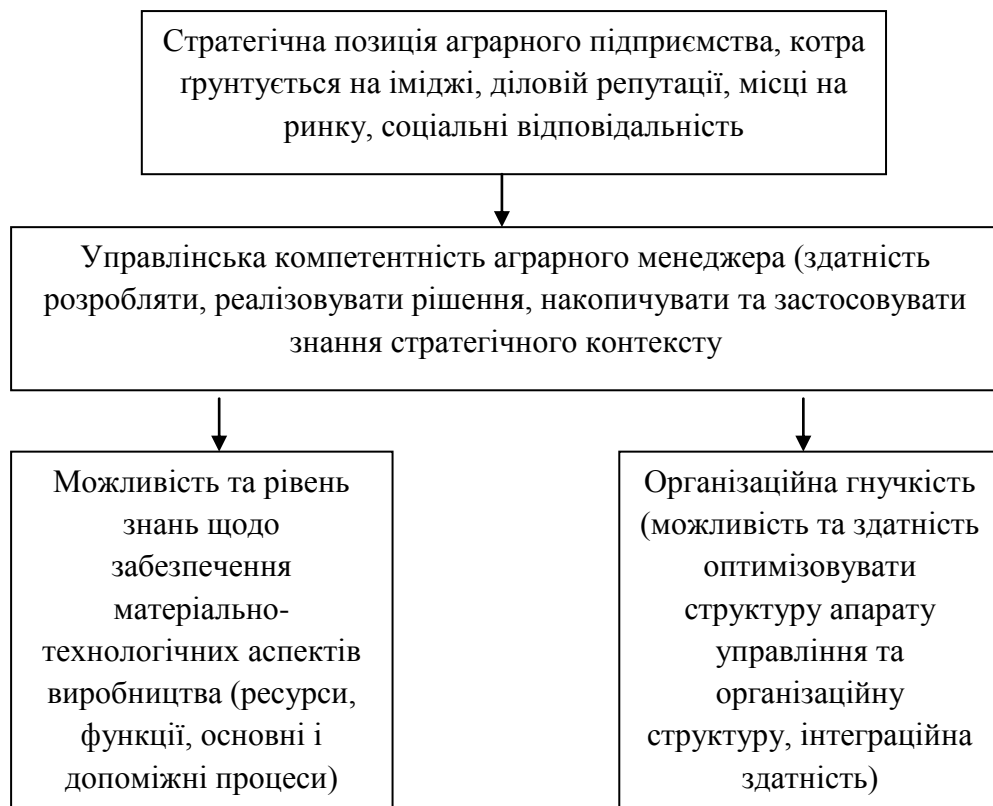 Стратегічна позиція аграрного підприємства, котра
ґрунтується на іміджі, діловій репутації, місці на
ринку, соціальні відповідальність
Управлінська компетентність аграрного менеджера (здатність
розробляти, реалізовувати рішення, накопичувати та застосовувати
знання стратегічного контексту
Можливість та рівень
знань щодо
забезпечення
матеріально-
технологічних аспектів
виробництва (ресурси,
функції, основні і
допоміжні процеси)
Організаційна гнучкість
(можливість та здатність
оптимізовувати
структуру апарату
управління та
організаційну
структуру, інтеграційна
здатність)